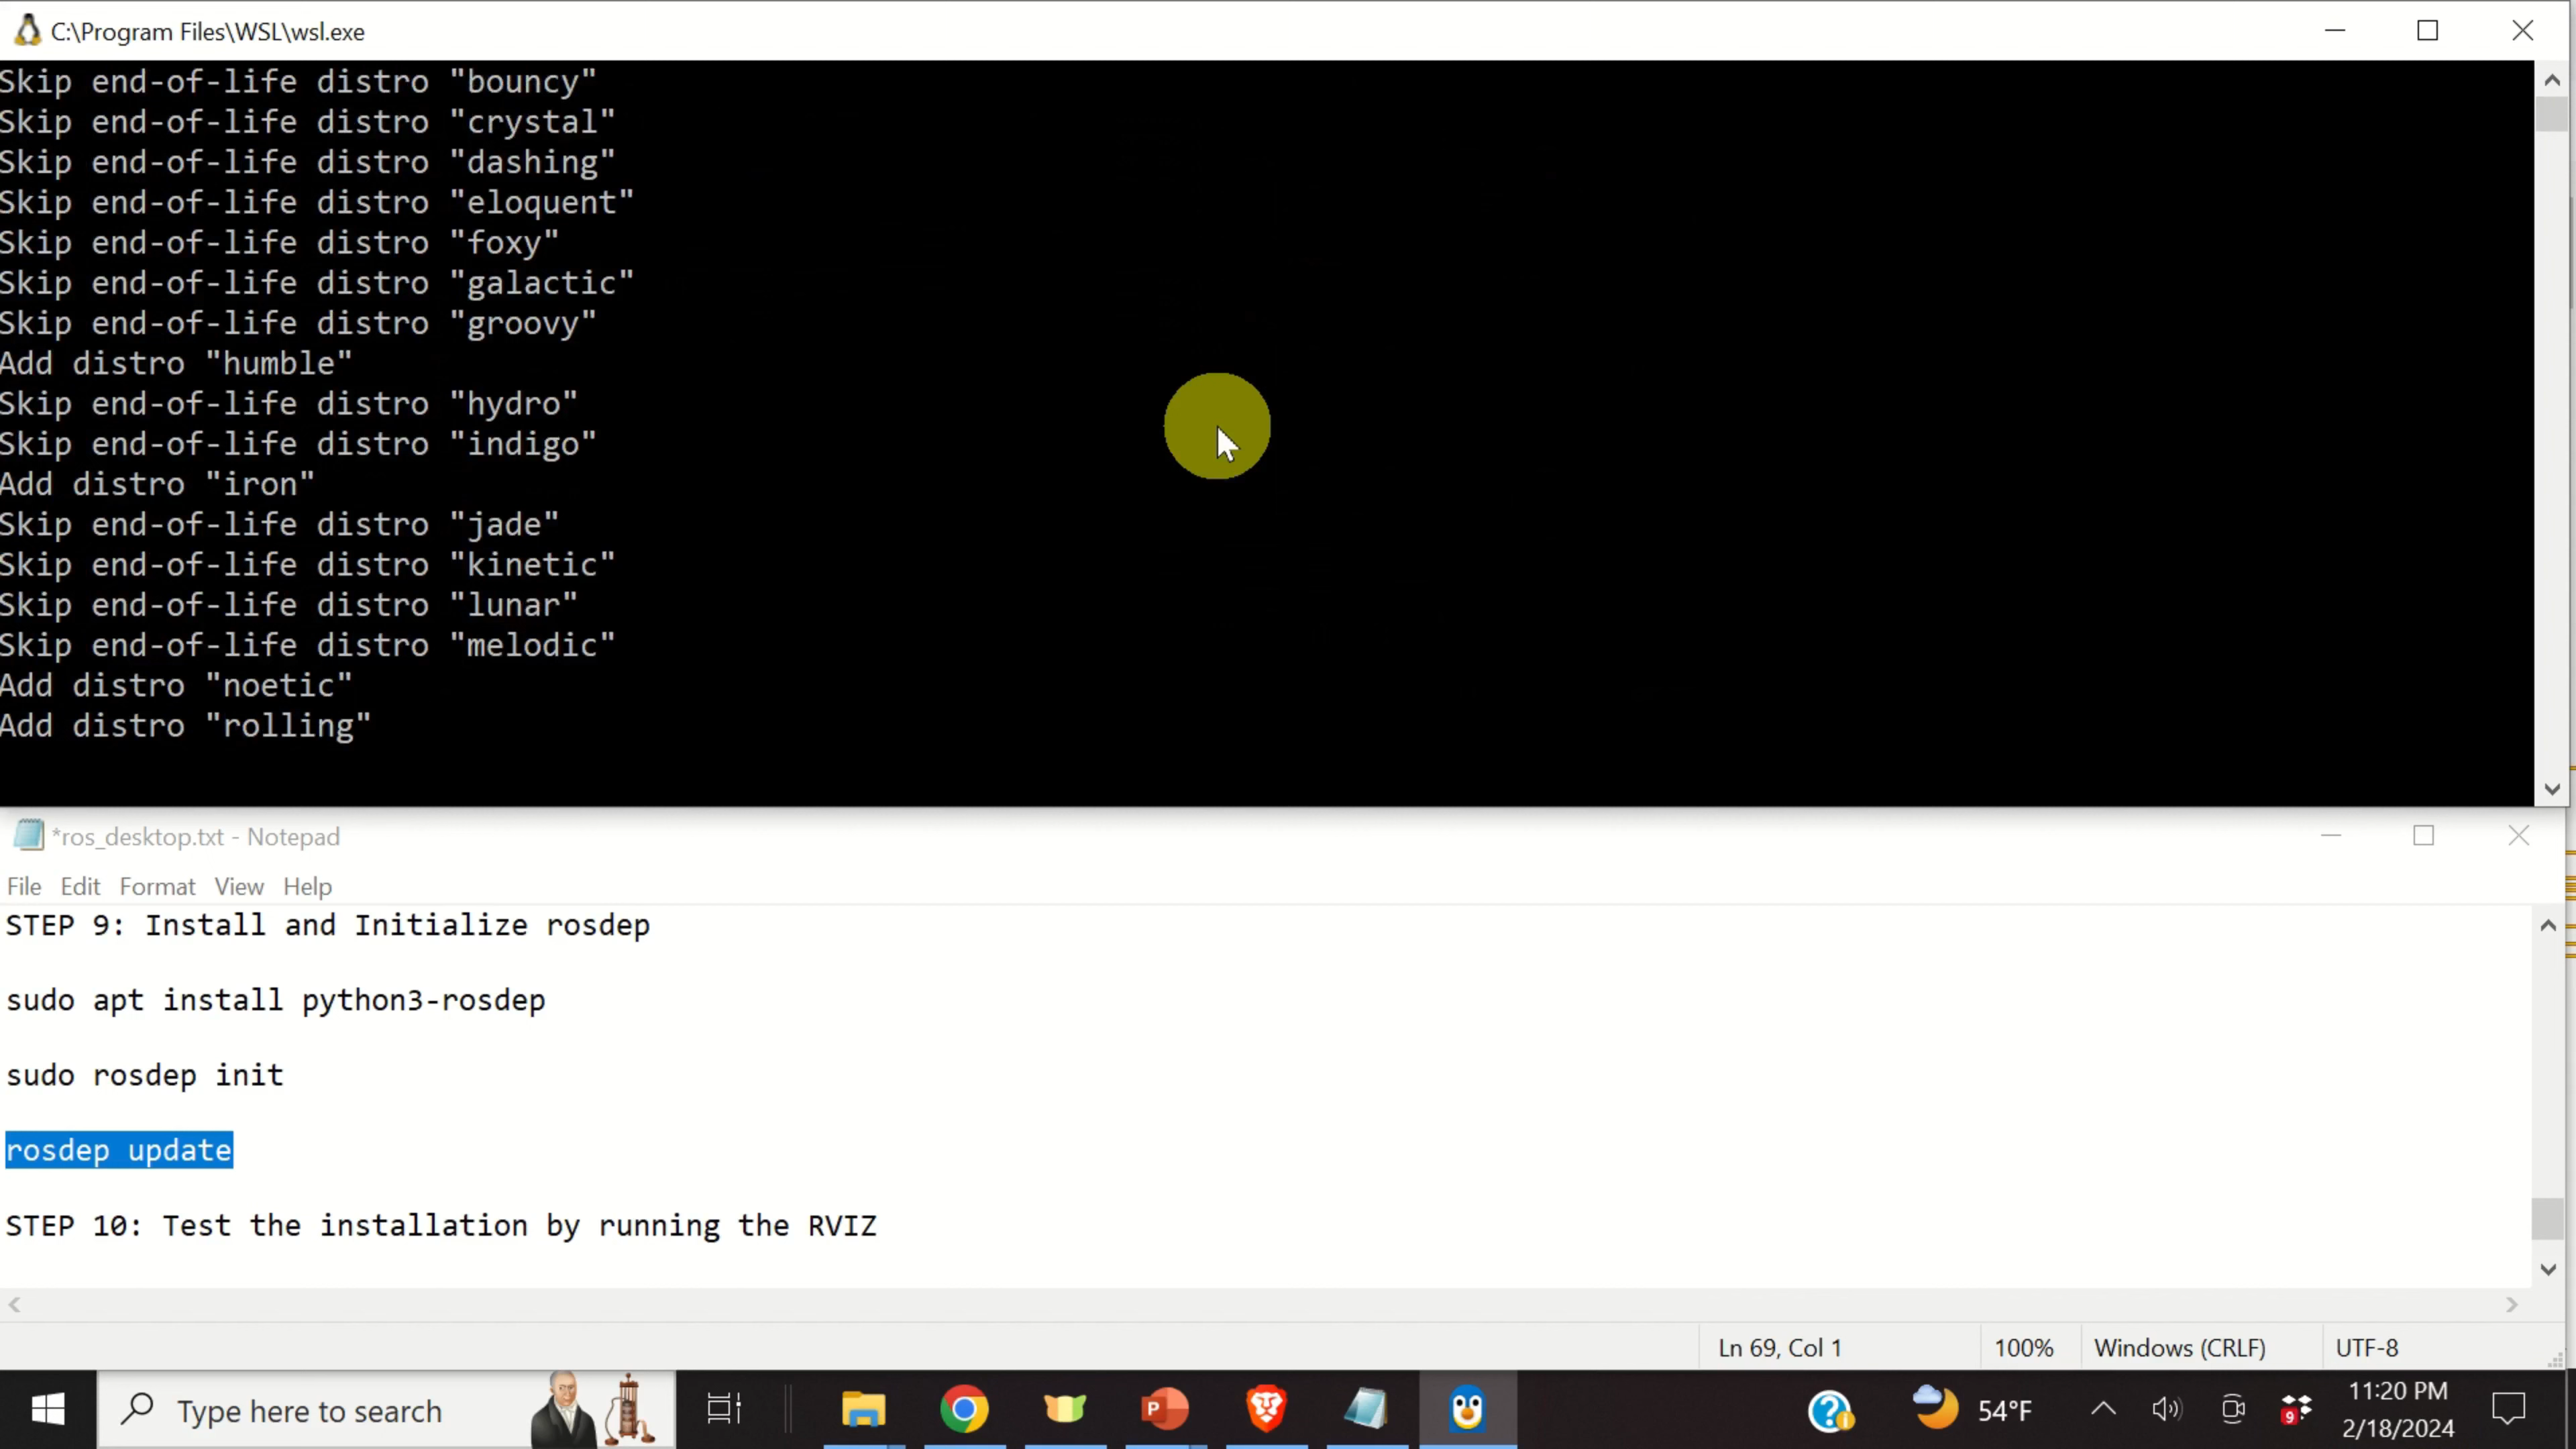 C:\Program Files\WSL\wsl.exe
Skip end-of-life distro "bouncy"
Skip end-of-life distro "crystal"
Skip end-of-life distro "dashing"
Skip end-of-life distro "eloquent"
Skip end-of-life distro "foxy"
Skip end-of-life distro "galactic"
Skip end-of-life distro "groovy"
Add distro "humble"
Skip end-of-life distro "hydro"
Skip end-of-life distro "indigo"
Add distro "iron"
Skip end-of-life distro "jade"
Skip end-of-life distro "kinetic"
Skip end-of-life distro "lunar"
Skip end-of-life distro "melodic"
Add distro "noetic"
Add distro "rolling"
*ros_desktop.txt - Notepad
File Edit Format View Help
STEP 9: Install and Initialize rosdep
sudo apt install python3-rosdep
sudo rosdep init
rosdep update
STEP 10: Test the installation by running the RVIZ
Ln 69, Col 1 100% Windows (CRLF) UTF-8
Type here to search
P
54°F
9
11:20 PM
2/18/2024